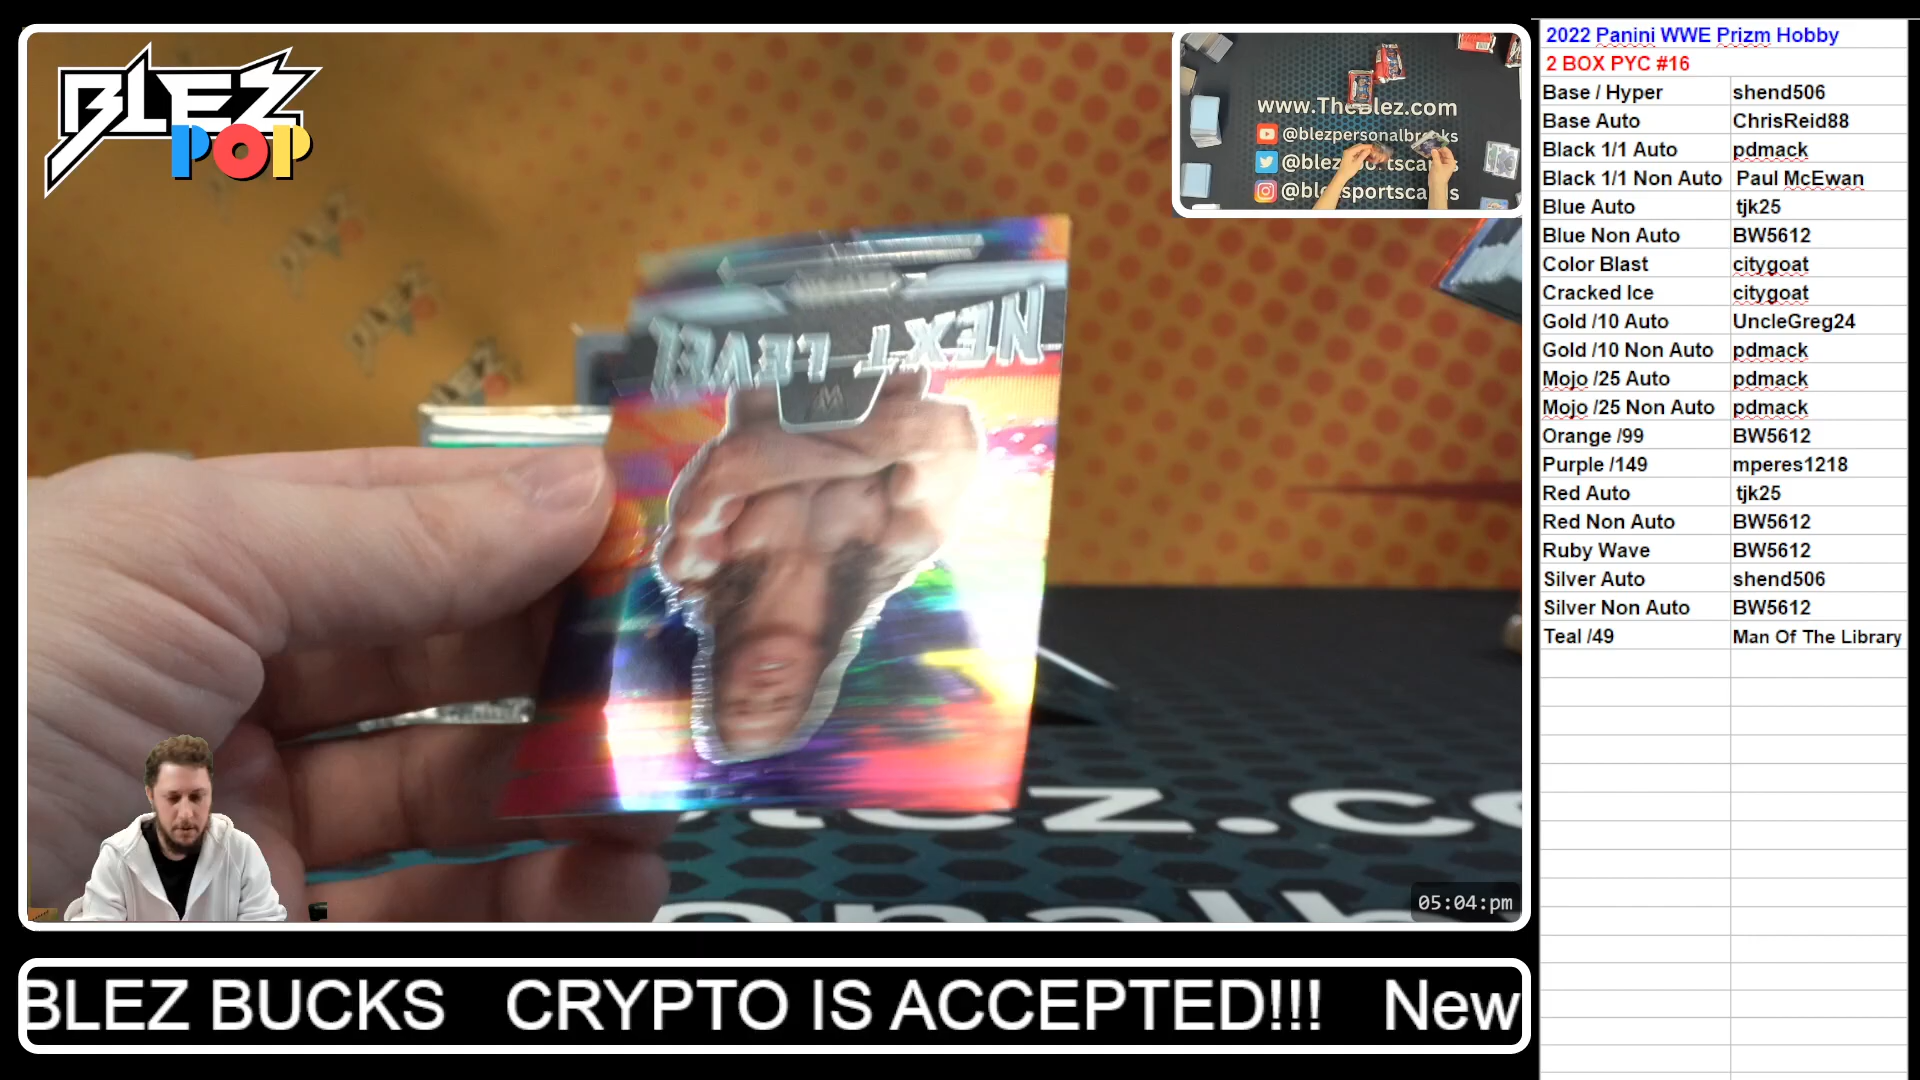 BLEZ
POP
www.TheBlez.com
@blezpersonalbreaks
NEXT LEVEL
05:04:pm
BLEZ BUCKS CRYPTO IS ACCEPTED!!! New
2022 Panini WWE Prizm Hobby
2 BOX PYC #16
Base / Hyper shend506
Base Auto ChrisReid88
Black 1/1 Auto pdmack
Black 1/1 Non Auto Paul McEwan
Blue Auto tjk25
Blue Non Auto BW5612
Color Blast citygoat
Cracked Ice citygoat
Gold /10 Auto UncleGreg24
Gold /10 Non Auto pdmack
Mojo /25 Auto pdmack
Mojo /25 Non Auto pdmack
Orange /99 BW5612
Purple /149 mperes1218
Red Auto tjk25
Red Non Auto BW5612
Ruby Wave BW5612
Silver Auto shend506
Silver Non Auto BW5612
Teal /49 Man Of The Library